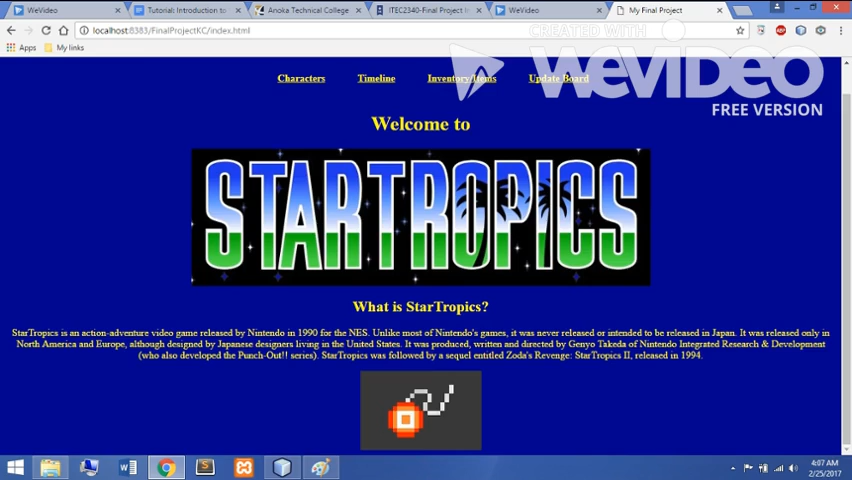 WeVideo
Tutorial: Introduction to
Anoka Technical College
ITEC2340-Final Project In
WeVideo
My Final Project
localhost:8383/FinalProjectKC/index.html
Apps
My links
CREATED WITH
WeVideo
FREE VERSION
Characters Timeline Inventory/Items Update Board
Welcome to
STARTROPICS
What is StarTropics?
StarTropics is an action-adventure video game released by Nintendo in 1990 for the NES. Unlike most of Nintendo's games, it was never released or intended to be released in Japan. It was released only in
North America and Europe, although designed by Japanese designers living in the United States. It was produced, written and directed by Genyo Takeda of Nintendo Integrated Research & Development
(who also developed the Punch-Out!! series). StarTropics was followed by a sequel entitled Zoda's Revenge: StarTropics II, released in 1994.
4:07 AM
2/25/2017